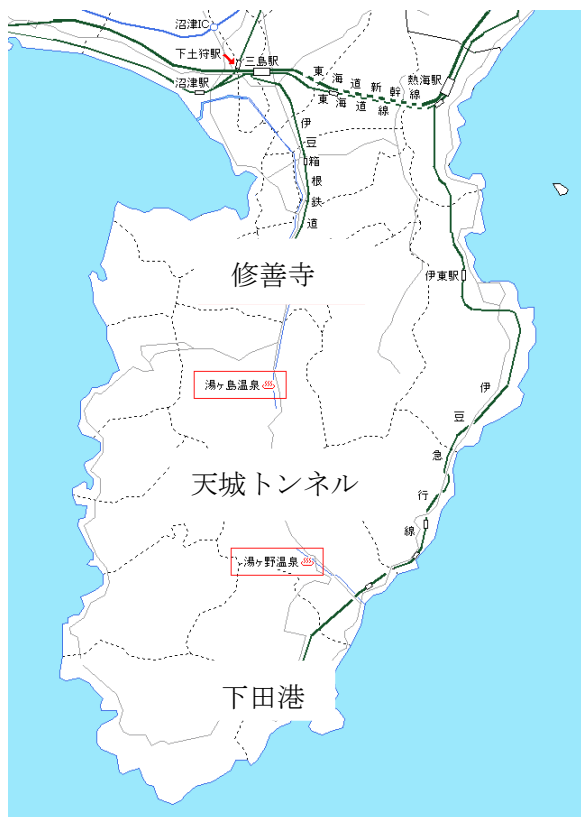 沼津IC
下土狩駅
三島駅
沼津駅
東海道新幹線
東海道線
熱海駅
伊豆箱根鉄道
修善寺
伊東駅
湯ヶ島温泉♨
伊豆急行線
天城トンネル
湯ヶ野温泉♨
下田港